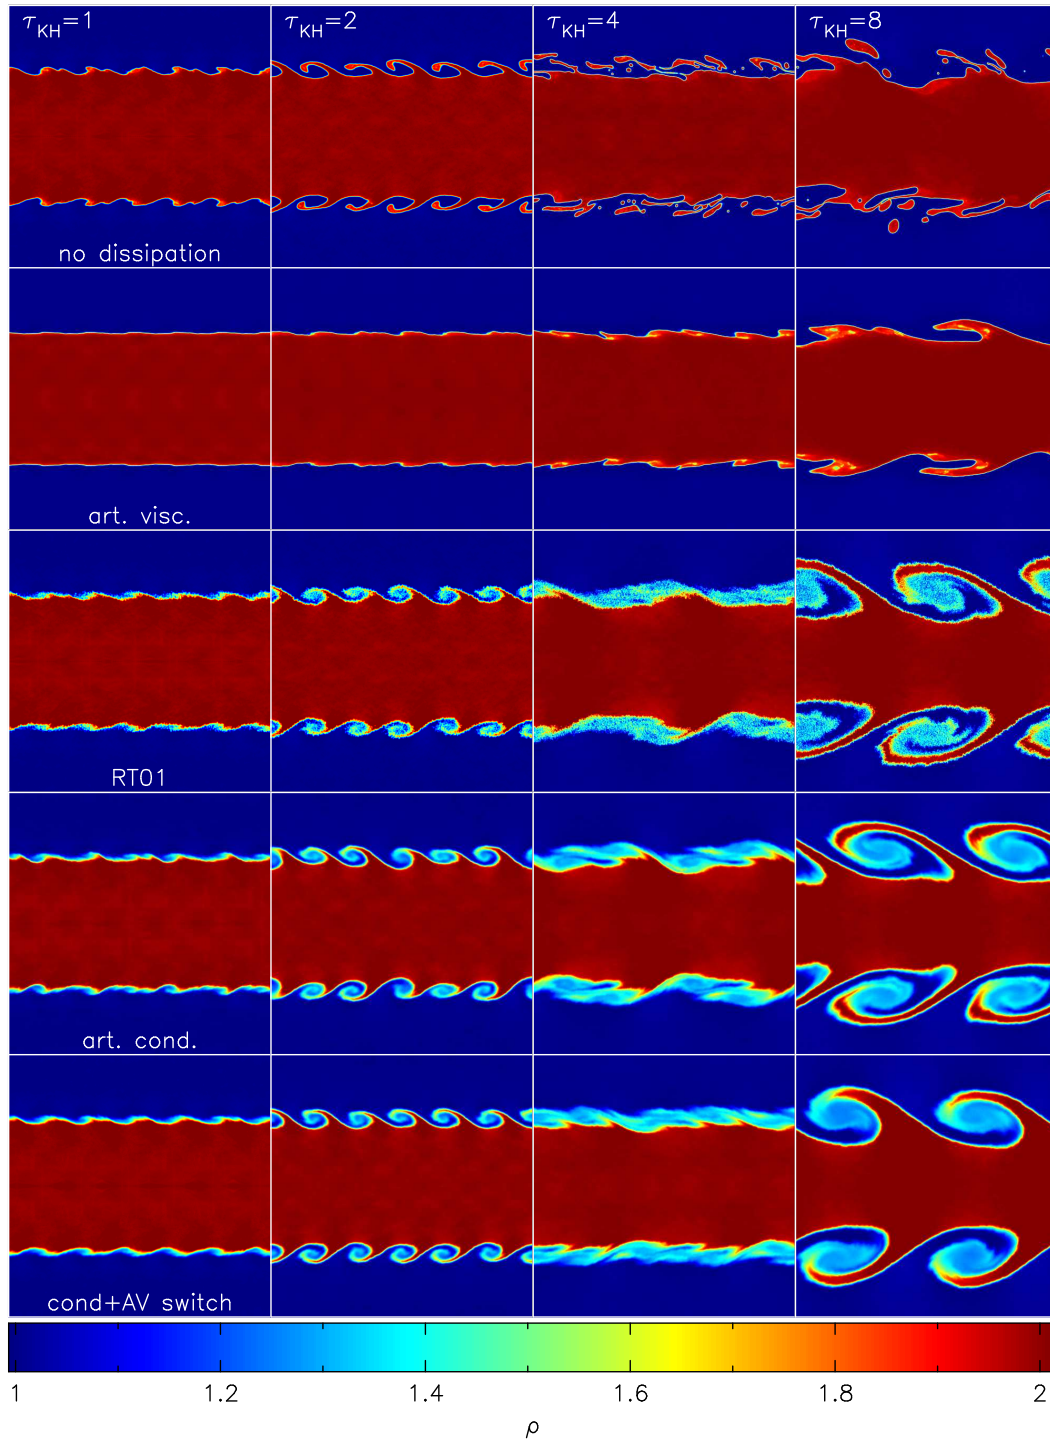 τKH=1 τKH=2 τKH=4 τKH=8
no dissipation
art. visc.
RT01
art. cond.
cond+AV switch
1 1.2 1.4 1.6 1.8 2
ρ